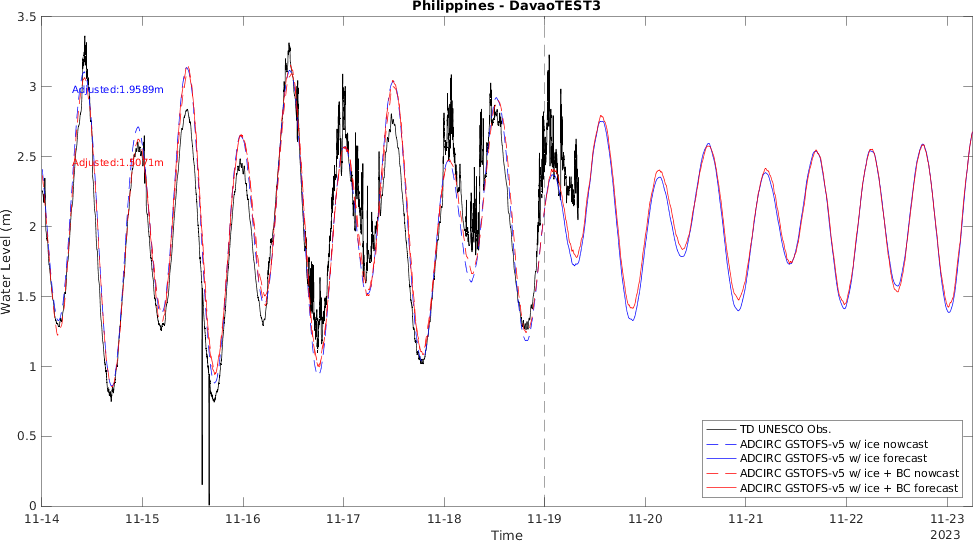 Philippines - DavaoTEST3
3.5
3
2.5
2
1.5
1
0.5
0
Water Level (m)
Adjusted:1.9589m
Adjusted:1.5071m
TD UNESCO Obs.
ADCIRC GSTOFS-v5 w/ ice nowcast
ADCIRC GSTOFS-v5 w/ ice forecast
ADCIRC GSTOFS-v5 w/ ice + BC nowcast
ADCIRC GSTOFS-v5 w/ ice + BC forecast
11-14 11-15 11-16 11-17 11-18 11-19 11-20 11-21 11-22 11-23
Time
2023